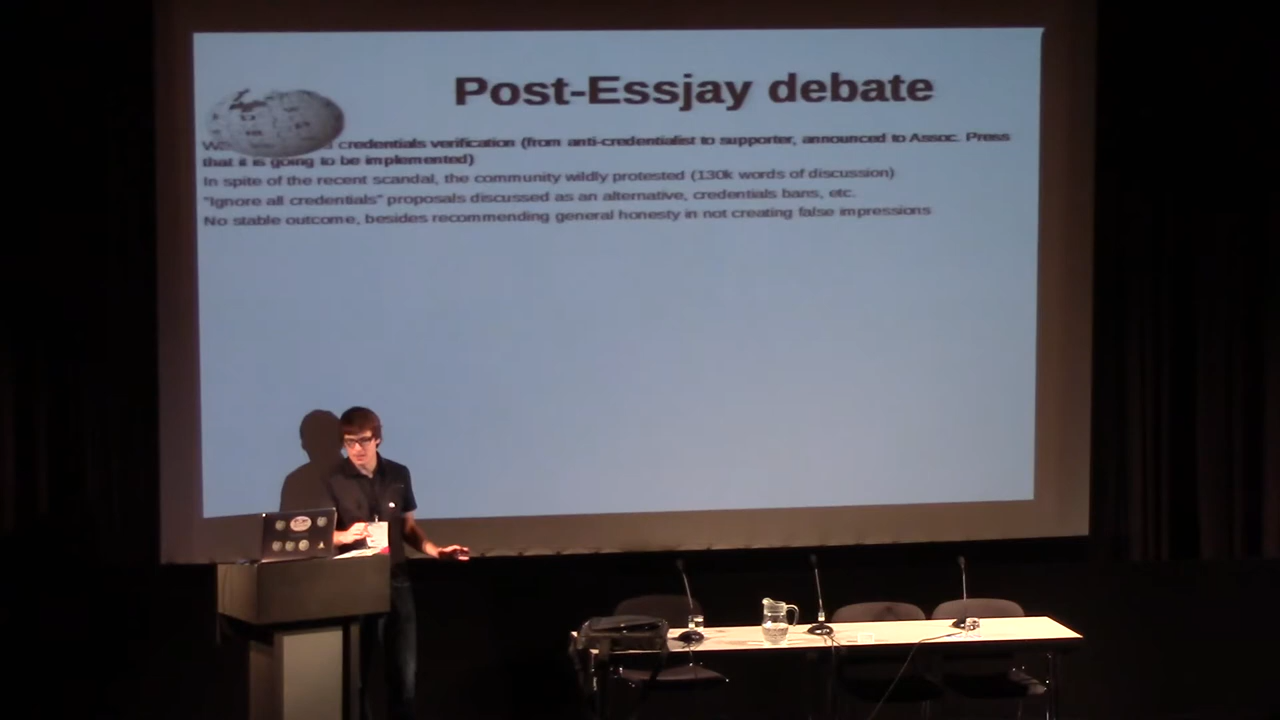 Post-Essjay debate
credentials verification (from anti-credentialist to supporter, announced to Assoc. Press
that it is going to be implemented)
In spite of the recent scandal, the community wildly protested (130k words of discussion)
"Ignore all credentials" proposals discussed as an alternative, credentials bans, etc.
No stable outcome, besides recommending general honesty in not creating false impressions